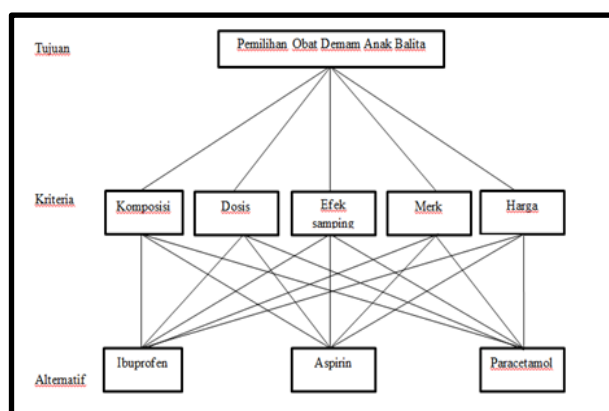 Tujuan
Pemilihan Obat Demam Anak Balita
Kriteria
Komposisi
Dosis
Efek
samping
Merk
Harga
Alternatif
Ibuprofen
Aspirin
Paracetamol